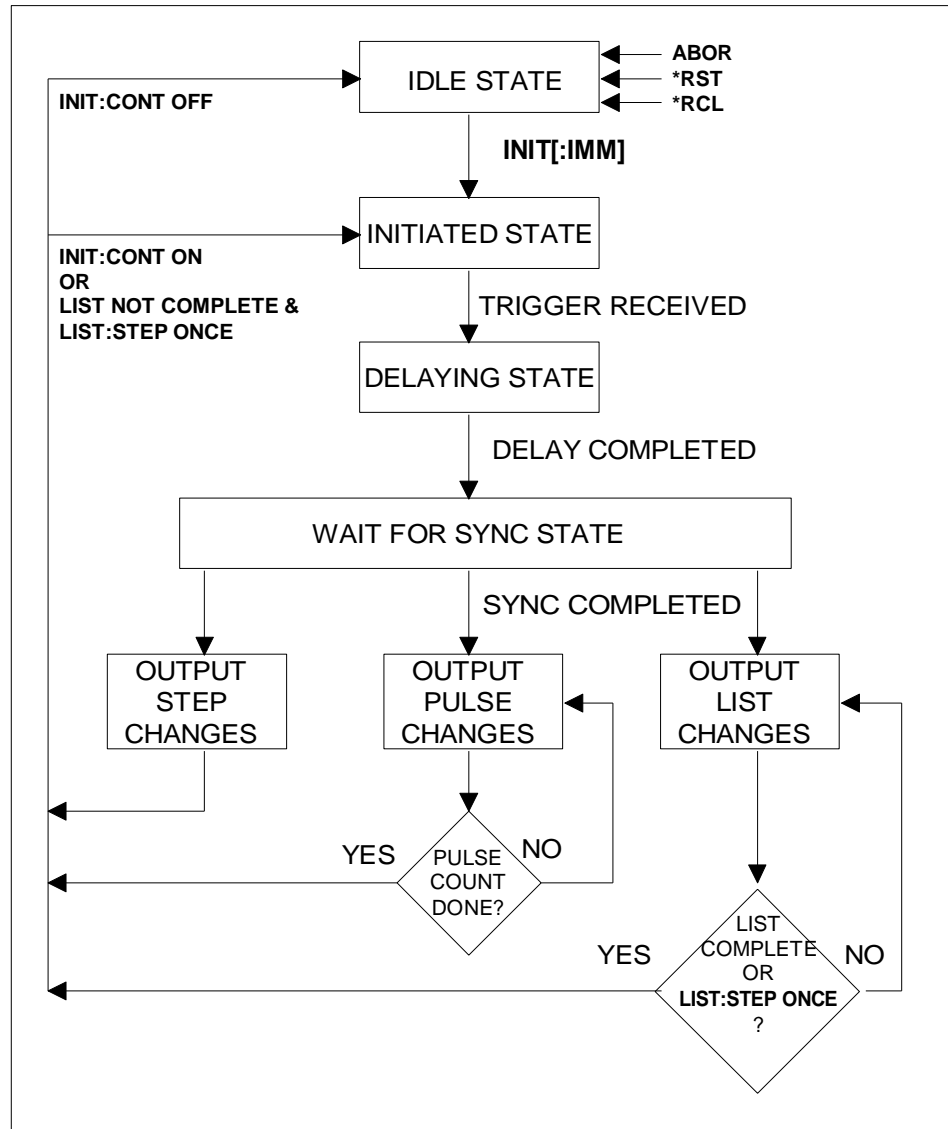 IDLE STATE
ABOR
*RST
*RCL
INIT:CONT OFF
INIT[:IMM]
INITIATED STATE
INIT:CONT ON
OR
LIST NOT COMPLETE &
LIST:STEP ONCE
TRIGGER RECEIVED
DELAYING STATE
DELAY COMPLETED
WAIT FOR SYNC STATE
SYNC COMPLETED
OUTPUT
STEP
CHANGES
OUTPUT
PULSE
CHANGES
OUTPUT
LIST
CHANGES
YES
NO
PULSE
COUNT
DONE?
YES
NO
LIST
COMPLETE
OR
LIST:STEP ONCE
?